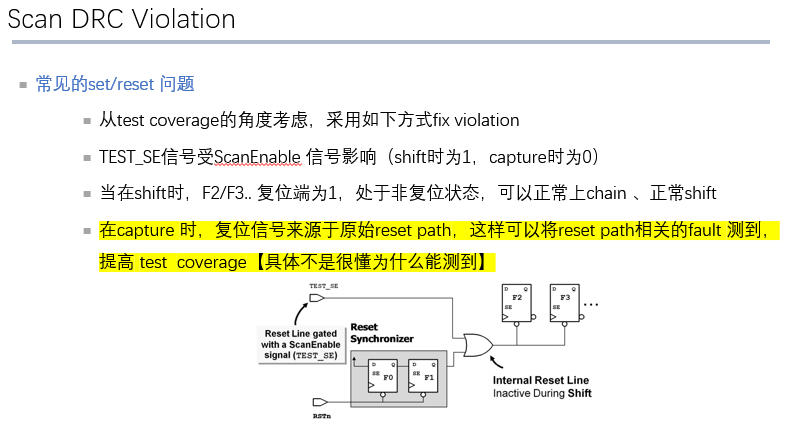 Scan DRC Violation
常见的set/reset 问题
从test coverage的角度考虑，采用如下方式fix violation
TEST_SE信号受ScanEnable 信号影响（shift时为1，capture时为0）
当在shift时，F2/F3.. 复位端为1，处于非复位状态，可以正常上chain 、正常shift
在capture 时，复位信号来源于原始reset path，这样可以将reset path相关的fault 测到，
提高 test  coverage【具体不是很懂为什么能测到】
TEST_SE
D Q
F2
SE
D Q
F3
SE
...
Reset Line gated
with a ScanEnable
signal (TEST_SE)
Reset
Synchronizer
D Q
SE F0
D Q
SE F1
Internal Reset Line
Inactive During Shift
RSTn